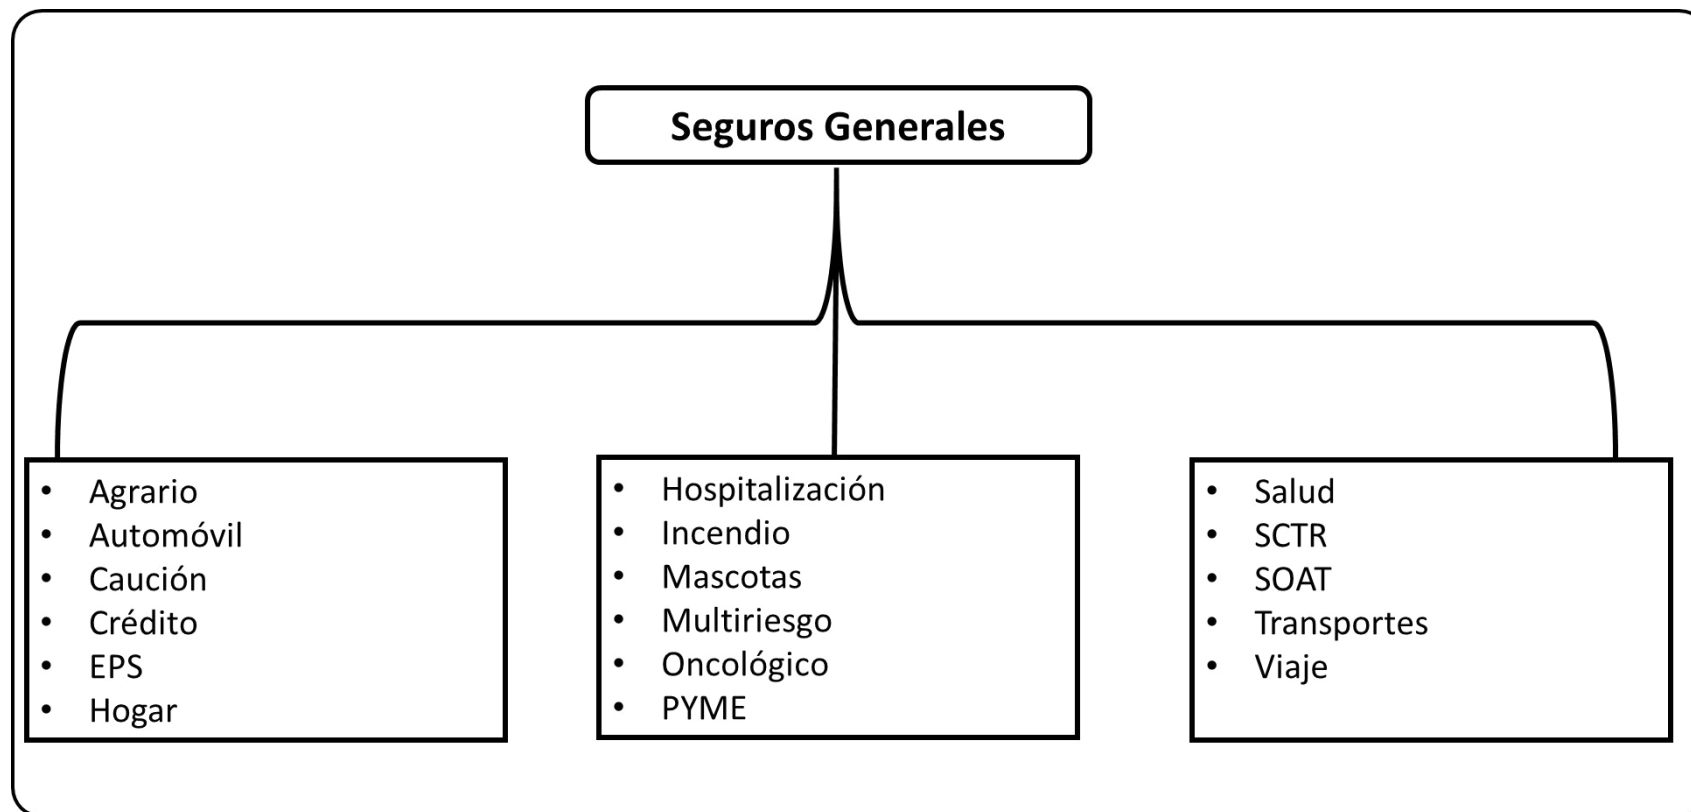 Seguros Generales
• Agrario
• Automóvil
• Caución
• Crédito
• EPS
• Hogar
• Hospitalización
• Incendio
• Mascotas
• Multiriesgo
• Oncológico
• PYME
• Salud
• SCTR
• SOAT
• Transportes
• Viaje